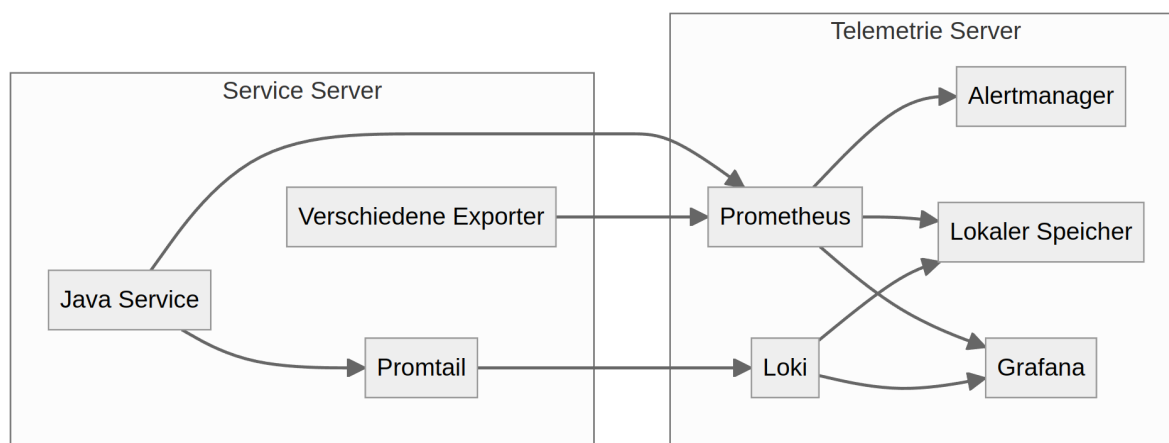 Service Server
Java Service
Verschiedene Exporter
Promtail
Telemetrie Server
Prometheus
Loki
Alertmanager
Lokaler Speicher
Grafana